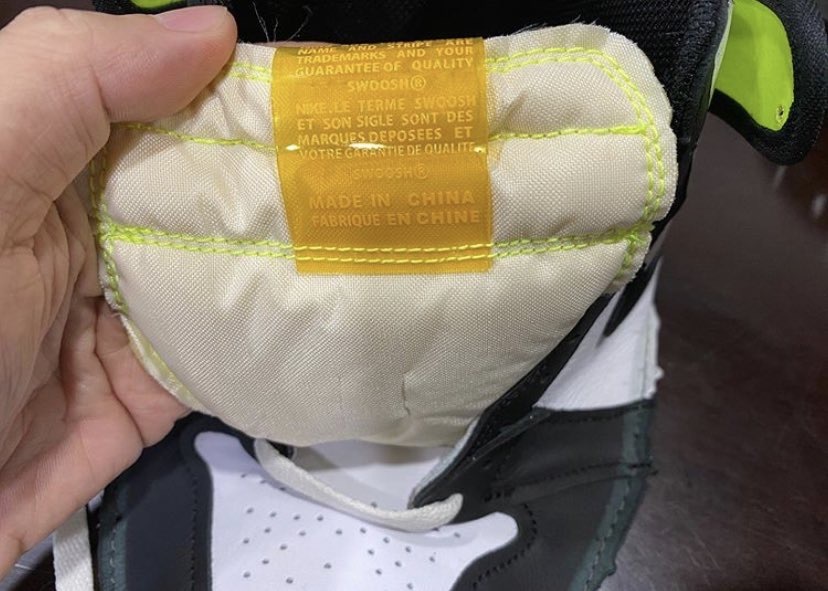 NAME AND STRIPE ARE
TRADEMARKS AND YOUR
GUARANTEE OF QUALITY
SWOOSH®
NIKE,LE TERME SWOOSH
ET SON SIGLE SONT DES
MARQUES DEPOSEES ET
VOTRE GARANTIE DE QUALITE
SWOOSH®
MADE IN CHINA
FABRIQUE EN CHINE